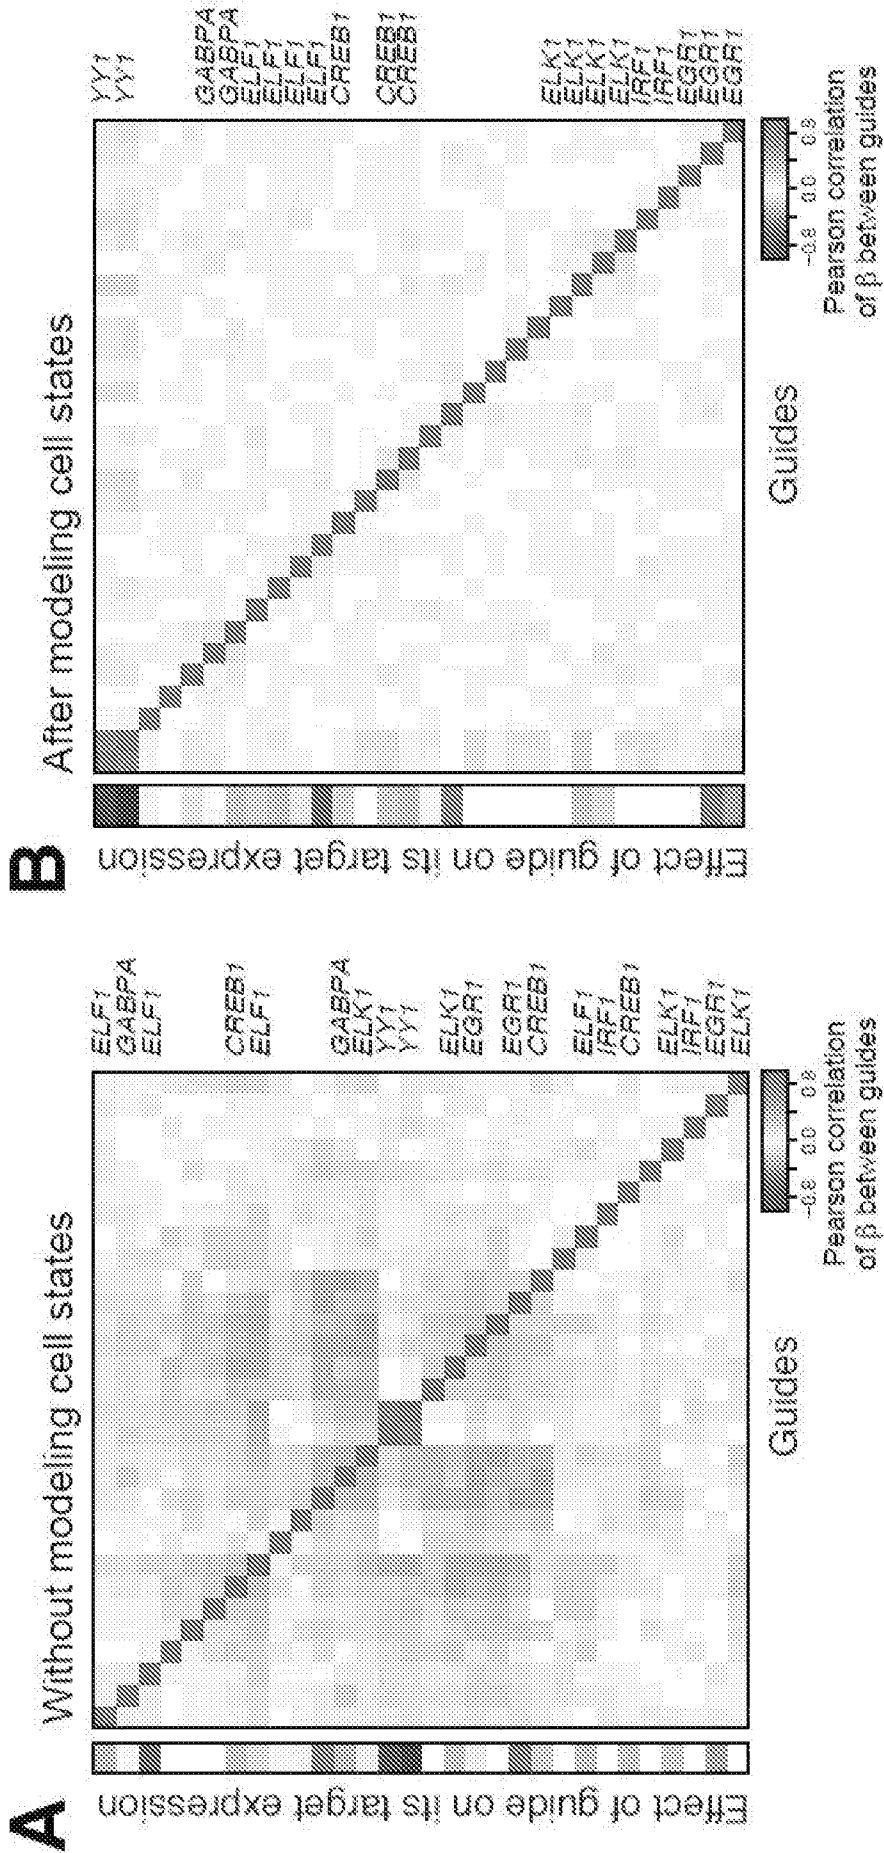 A
Without modeling cell states
Effect of guide on its target expression
ELF1
GABPA
ELF1
CREB1
ELF1
GABPA
ELK1
YY1
YY1
ELK1
EGR1
EGR1
CREB1
ELF1
IRF1
CREB1
ELK1
IRF1
EGR1
ELK1
Guides
−0.8 0.0 0.8
Pearson correlation
of β between guides
B
After modeling cell states
Effect of guide on its target expression
YY1
YY1
GABPA
GABPA
ELF1
ELF1
ELF1
ELF1
CREB1
CREB1
CREB1
ELK1
ELK1
ELK1
ELK1
IRF1
IRF1
EGR1
EGR1
EGR1
Guides
−0.8 0.0 0.8
Pearson correlation
of β between guides